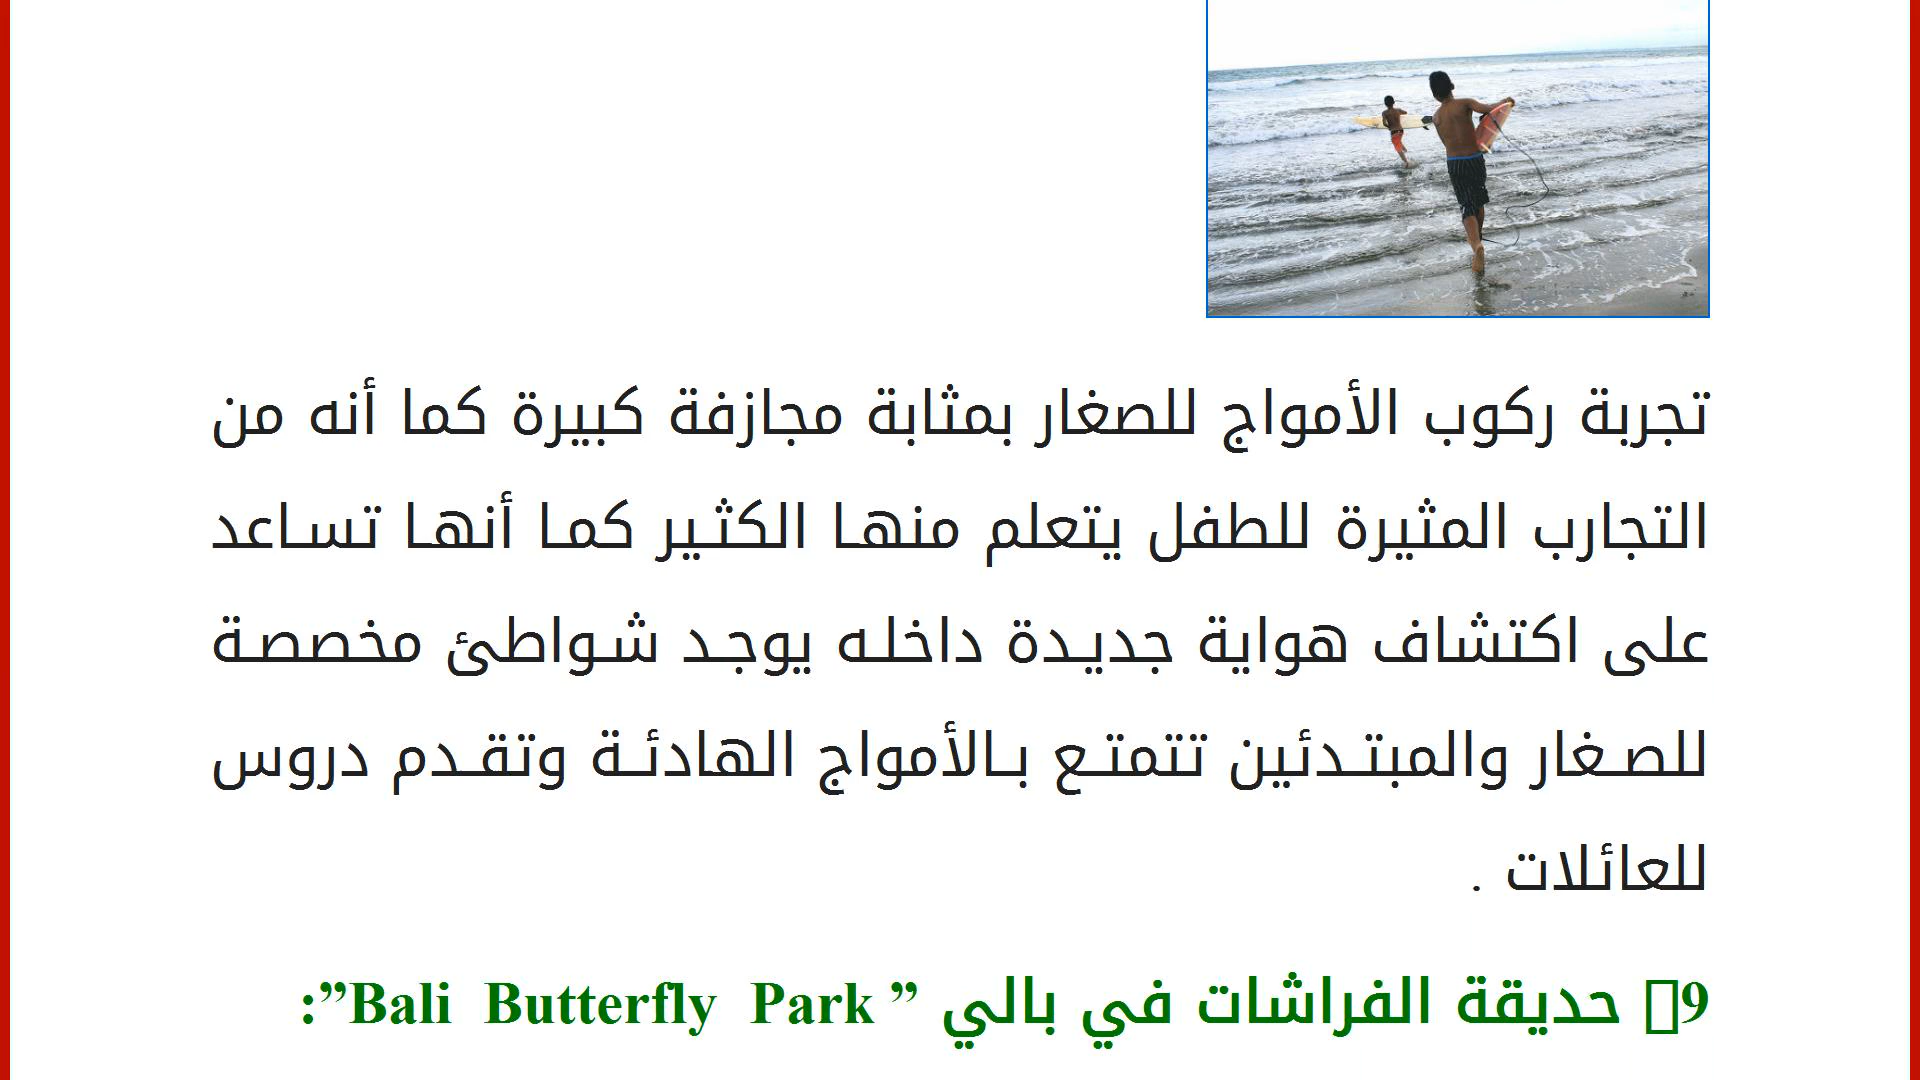 تجربة ركوب الأمواج للصغار بمثابة مجازفة كبيرة كما أنه من
التجارب المثيرة للطفل يتعلم منها الكثير كما أنها تساعد
على اكتشاف هواية جديدة داخله يوجد شواطئ مخصصة
للصغار والمبتدئين تتمتع بالأمواج الهادئة وتقدم دروس
للعائلات .
9 حديقة الفراشات في بالي ” Bali Butterfly Park”: